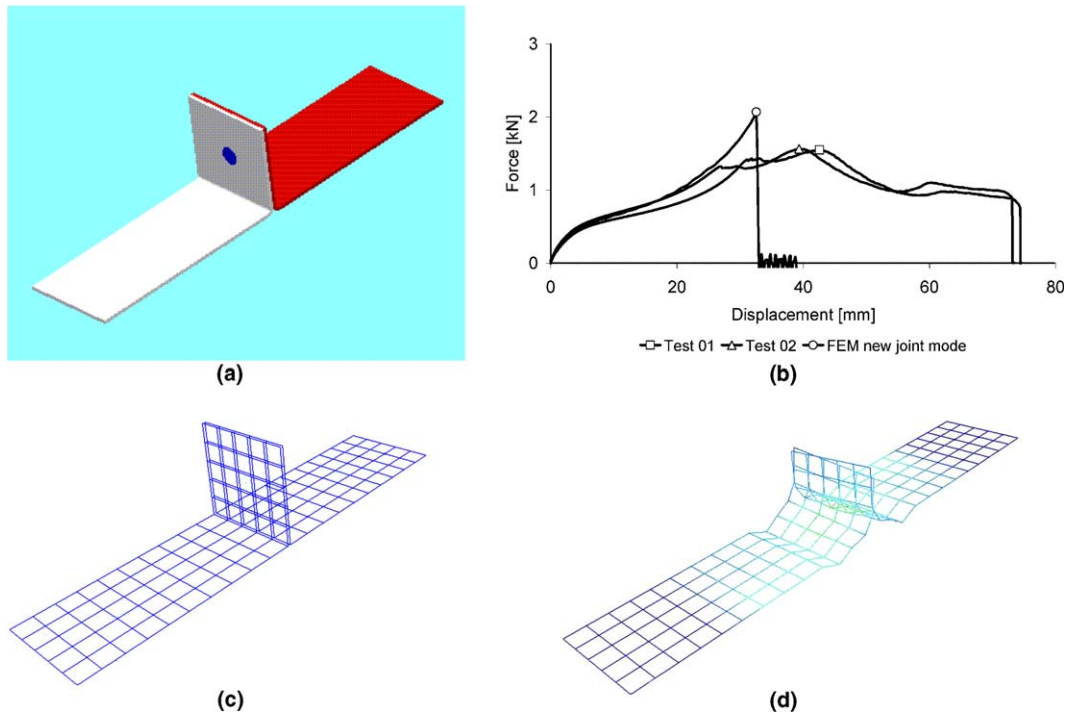 3
2
1
0
Force [kN]
0 20 40 60 80
Displacement [mm]
Test 01 Test 02 FEM new joint mode
(a) (b)
(c) (d)